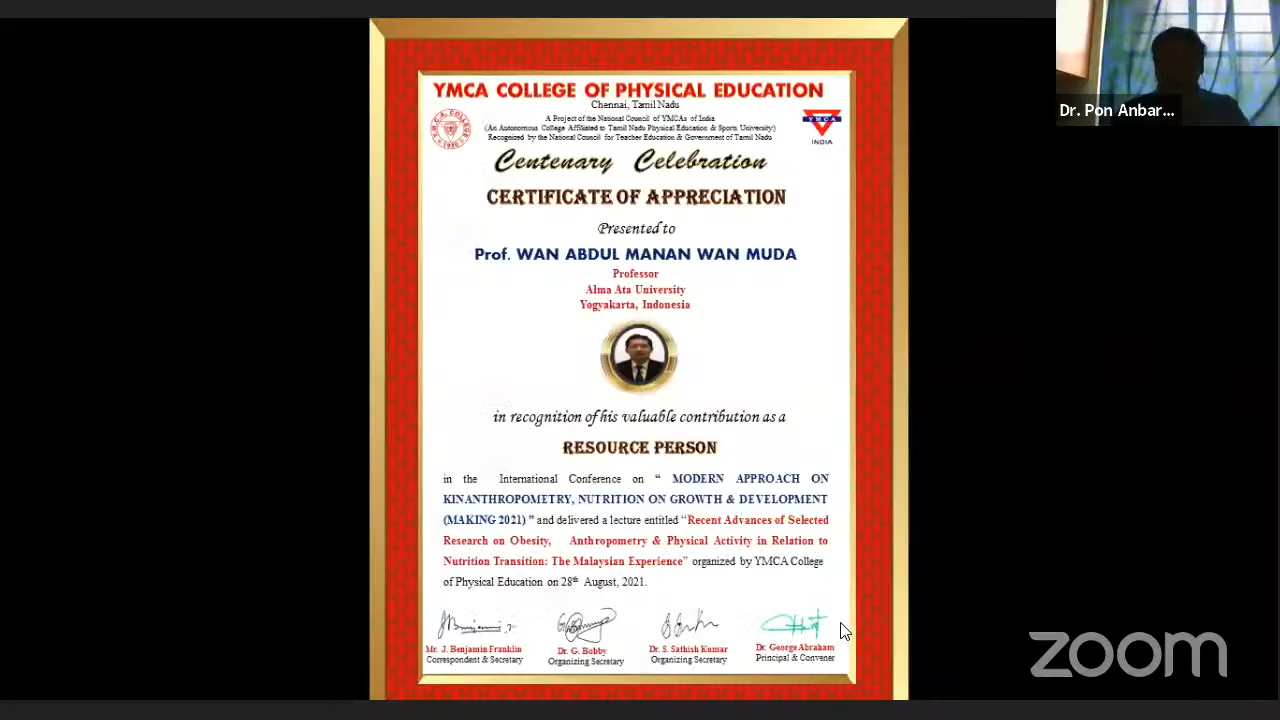 YMCA COLLEGE OF PHYSICAL EDUCATION
Chennai, Tamil Nadu
A Project of the National Council of YMCAs of India
(An Autonomous College Affiliated to Tamil Nadu Physical Education & Sports University)
Recognized by the National Council for Teacher Education & Government of Tamil Nadu
Y.M.C.A. COLLEGE
1920
YMCA
INDIA
Centenary Celebration
CERTIFICATE OF APPRECIATION
Presented to
Prof. WAN ABDUL MANAN WAN MUDA
Professor
Alma Ata University
Yogyakarta, Indonesia
in recognition of his valuable contribution as a
RESOURCE PERSON
in the International Conference on “ MODERN APPROACH ON
KINANTHROPOMETRY, NUTRITION ON GROWTH & DEVELOPMENT
(MAKING 2021) ” and delivered a lecture entitled “Recent Advances of Selected
Research on Obesity, Anthropometry & Physical Activity in Relation to
Nutrition Transition: The Malaysian Experience” organized by YMCA College
of Physical Education on 28th August, 2021.
Mr. J. Benjamin Franklin
Correspondent & Secretary
Dr. G. Bobby
Organizing Secretary
Dr. S. Sathish Kumar
Organizing Secretary
Dr. George Abraham
Principal & Convener
Dr. Pon Anbar...
zoom